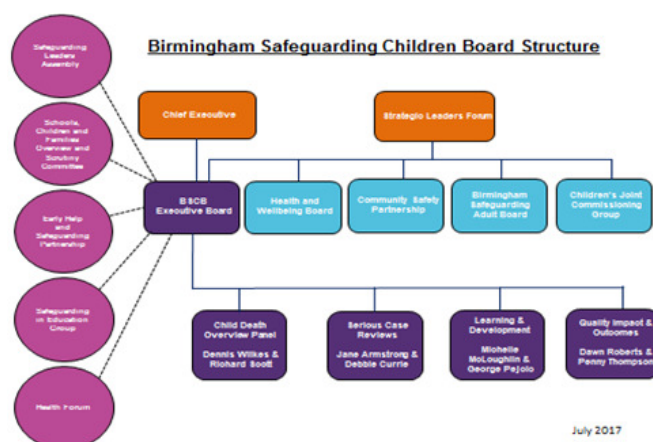 Birmingham Safeguarding Children Board Structure
Safeguarding
Leaders
Assembly
Schools,
Children and
Families
Overview and
Scrutiny
Committee
Early Help
and
Safeguarding
Partnership
Safeguarding
in Education
Group
Health Forum
Chief Executive
Strategic Leaders Forum
BSCB
Executive Board
Health and
Wellbeing Board
Community Safety
Partnership
Birmingham
Safeguarding
Adult Board
Children's Joint
Commissioning
Group
Child Death
Overview Panel
Dennis Wilkes &
Richard Scott
Serious Case
Reviews
Jane Armstrong &
Debbie Currie
Learning &
Development
Michelle
McLoughlin &
George Pejolo
Quality Impact &
Outcomes
Dawn Roberts &
Penny Thompson
July 2017